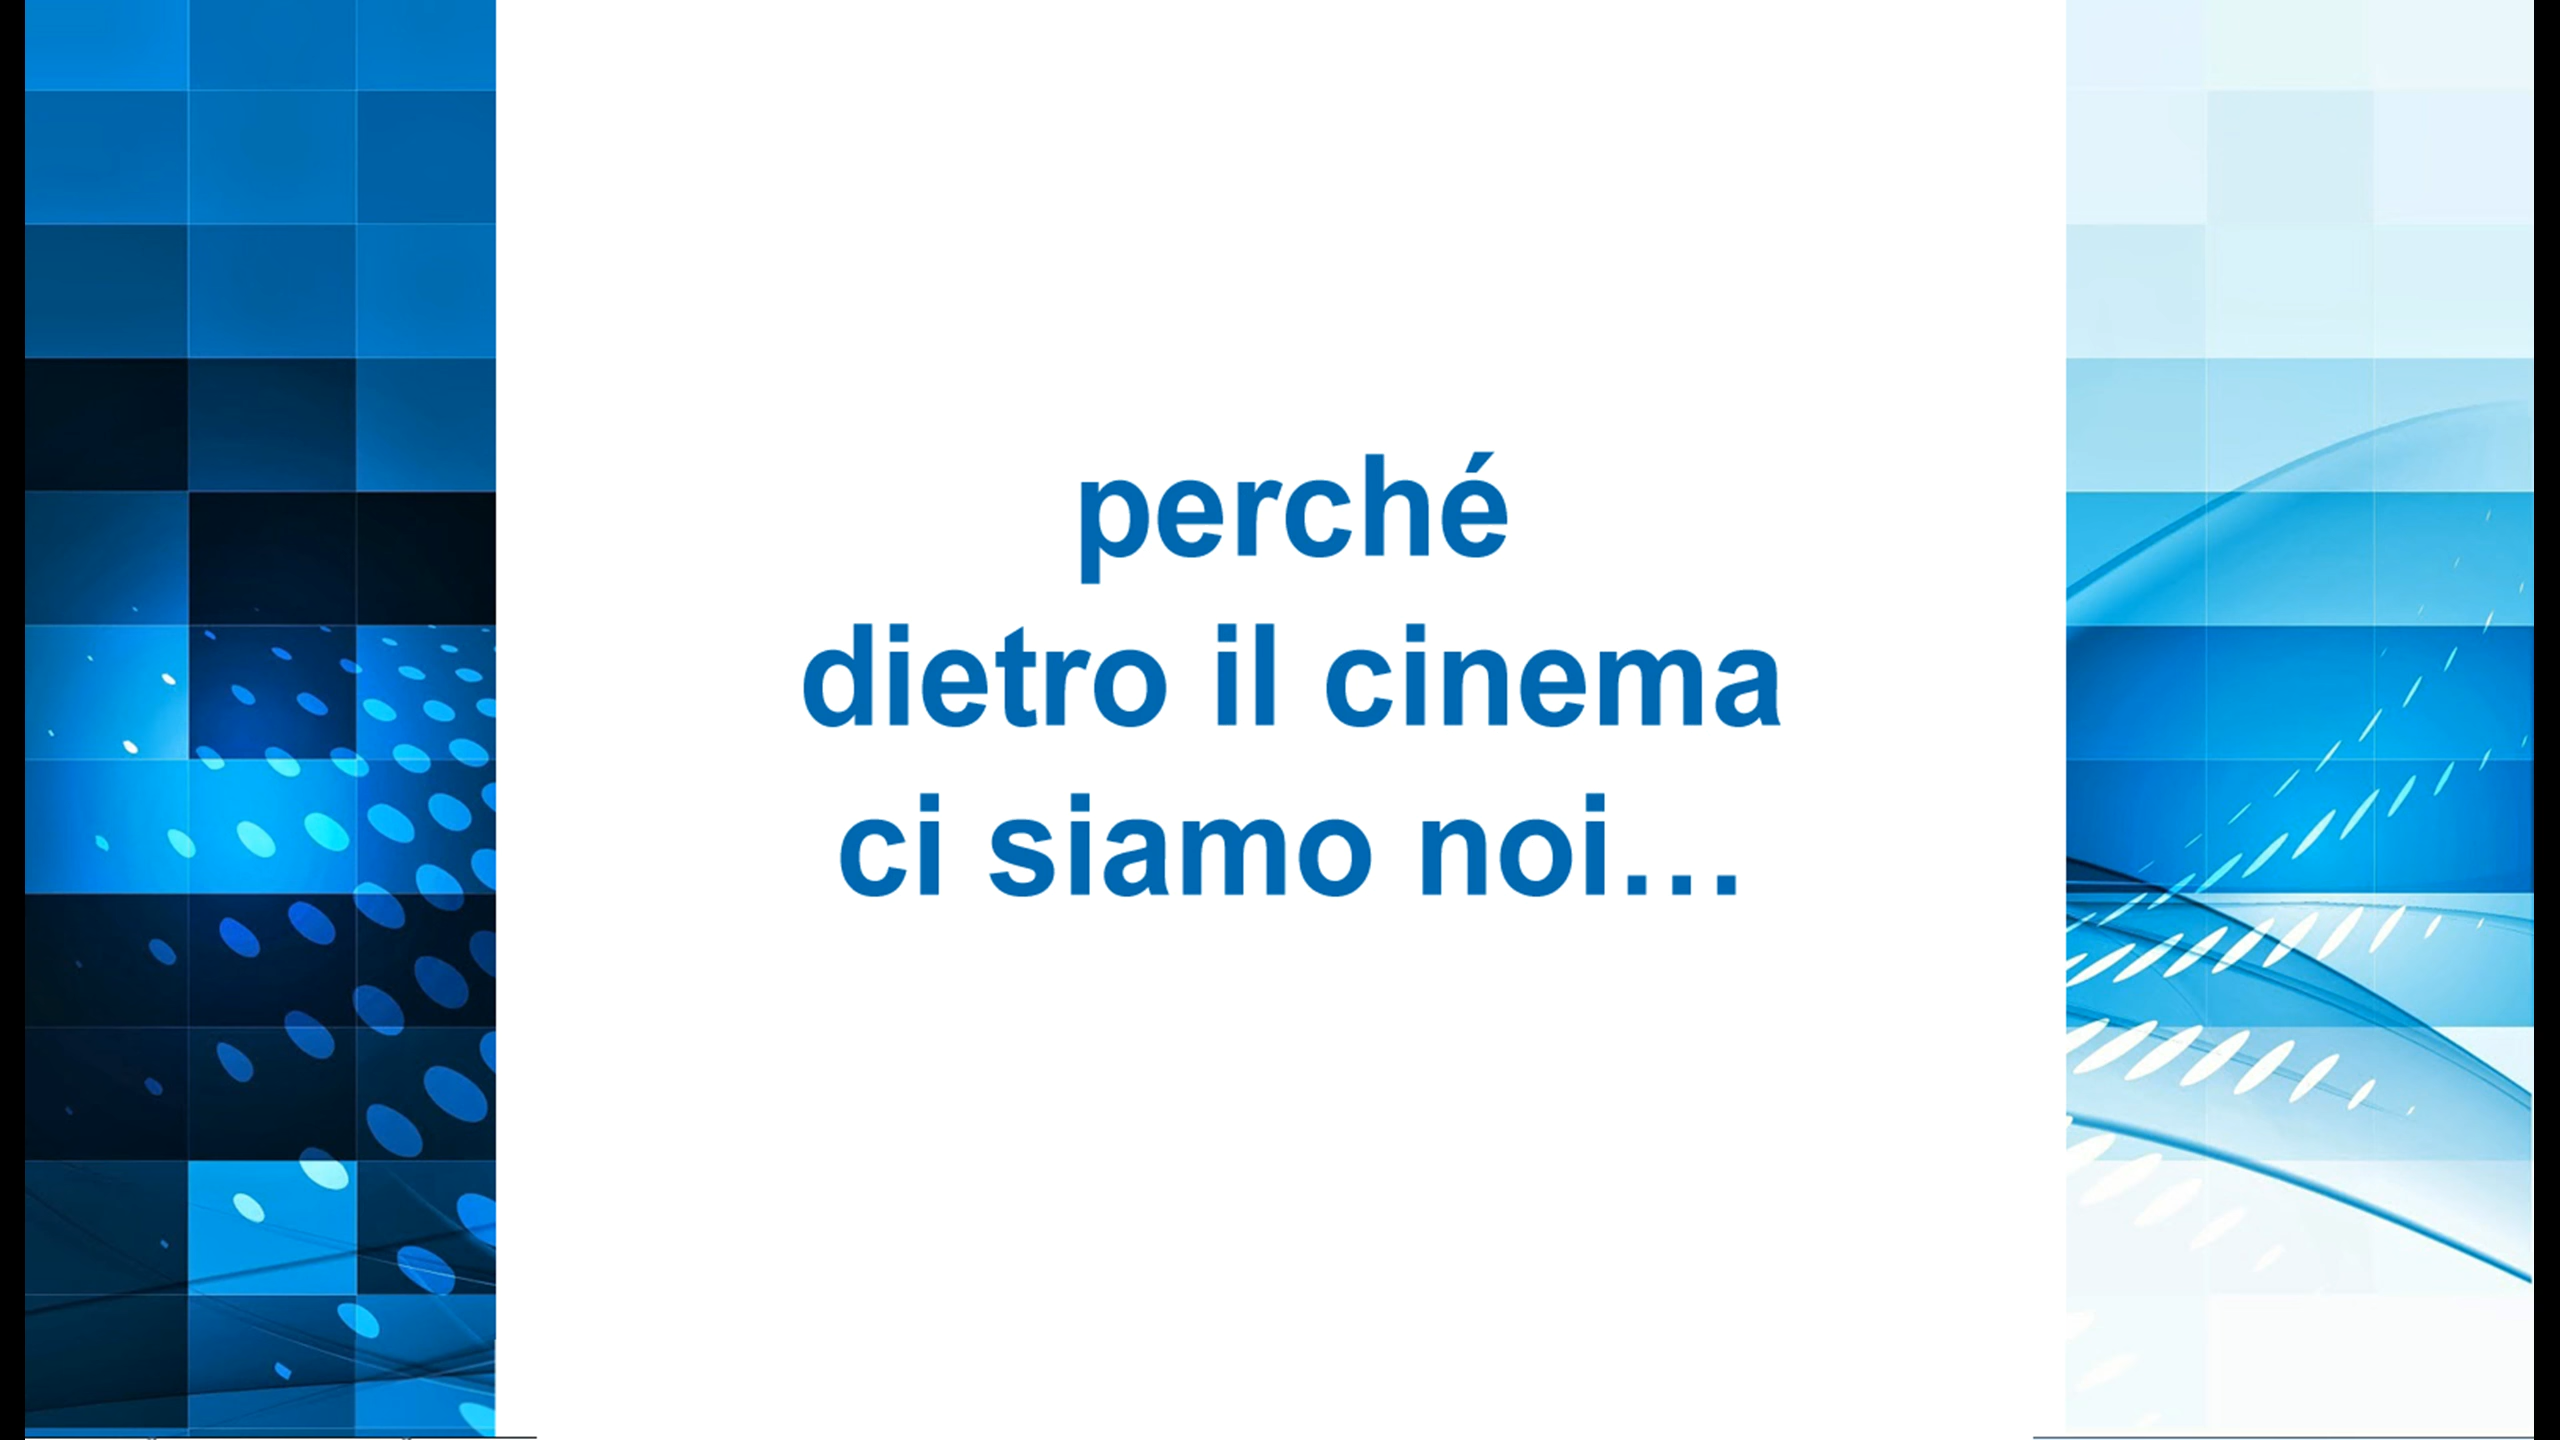 perché
dietro il cinema
ci siamo noi…